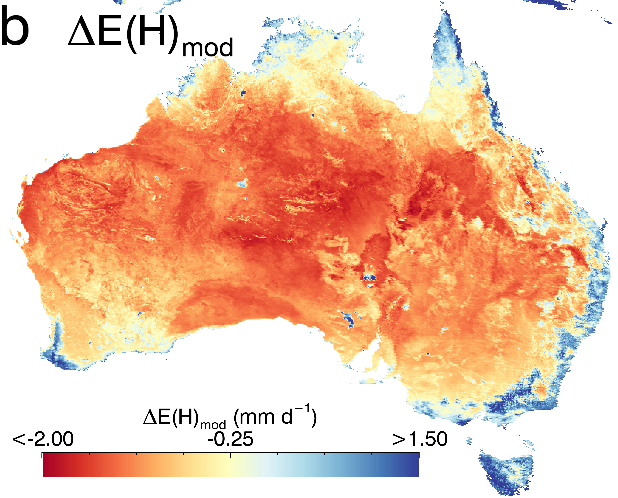 b ΔE(H)mod
ΔE(H)mod (mm d⁻¹)
<-2.00 -0.25 >1.50